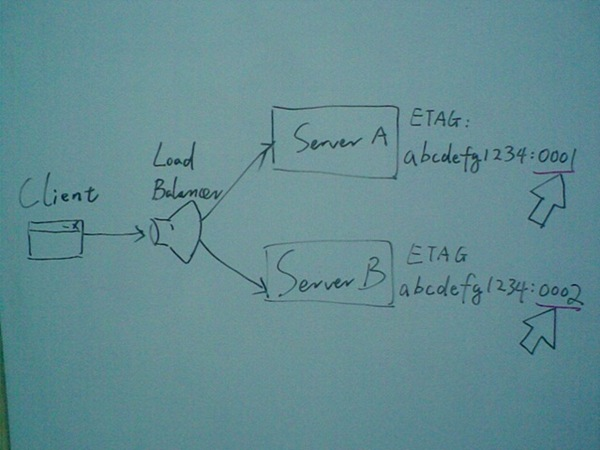 Client
Load
Balancer
Server A
ETAG:
abcdefg1234:0001
Server B
ETAG
abcdefg1234:0002